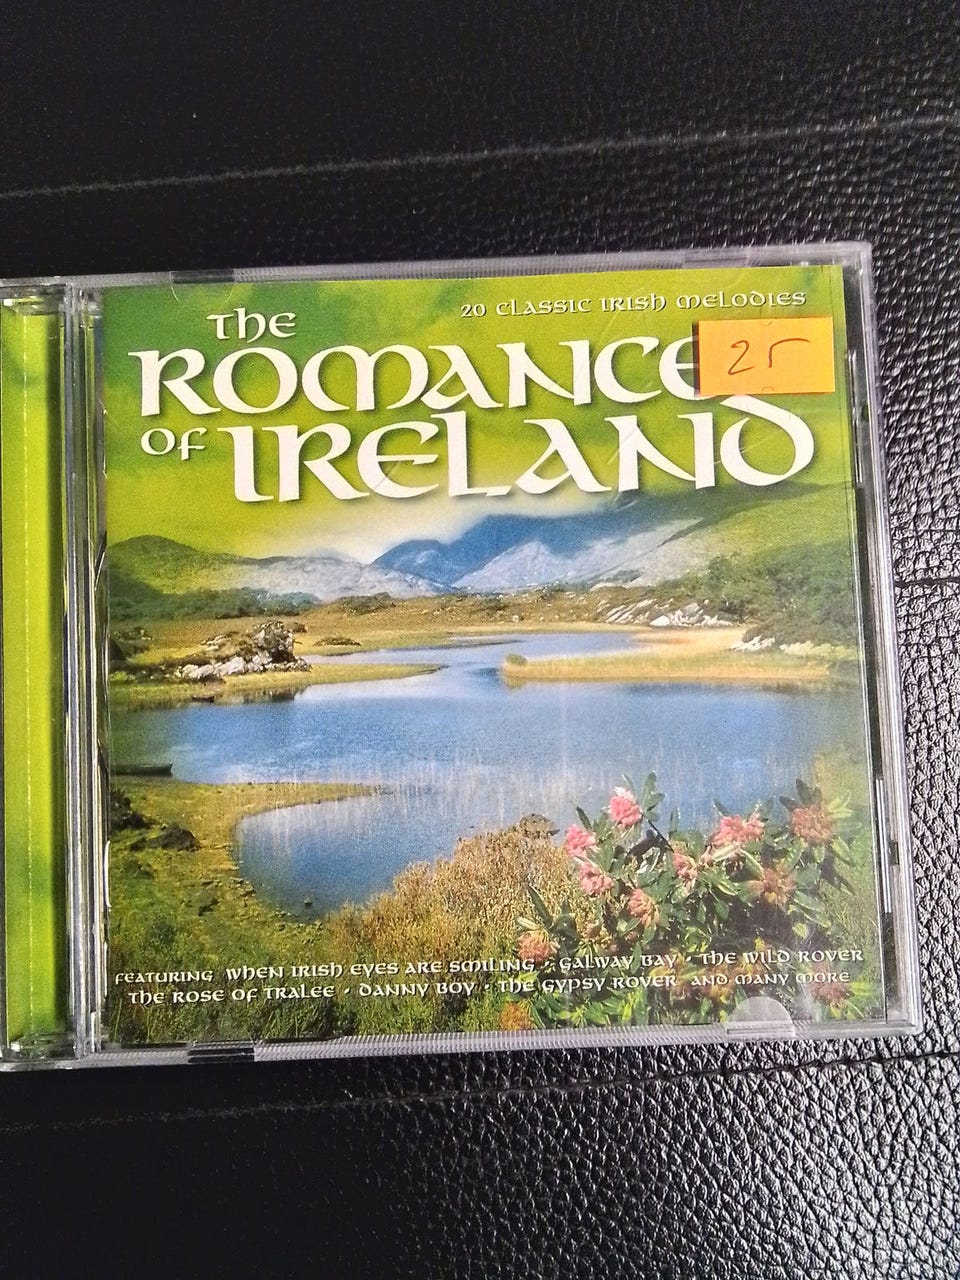 20 CLASSIC IRISH MELODIES
THE
ROMANCE
25
OF IRELAND
FEATURING WHEN IRISH EYES ARE SMILING · GALWAY BAY · THE WILD ROVER
THE ROSE OF TRALEE · DANNY BOY · THE GYPSY ROVER AND MANY MORE